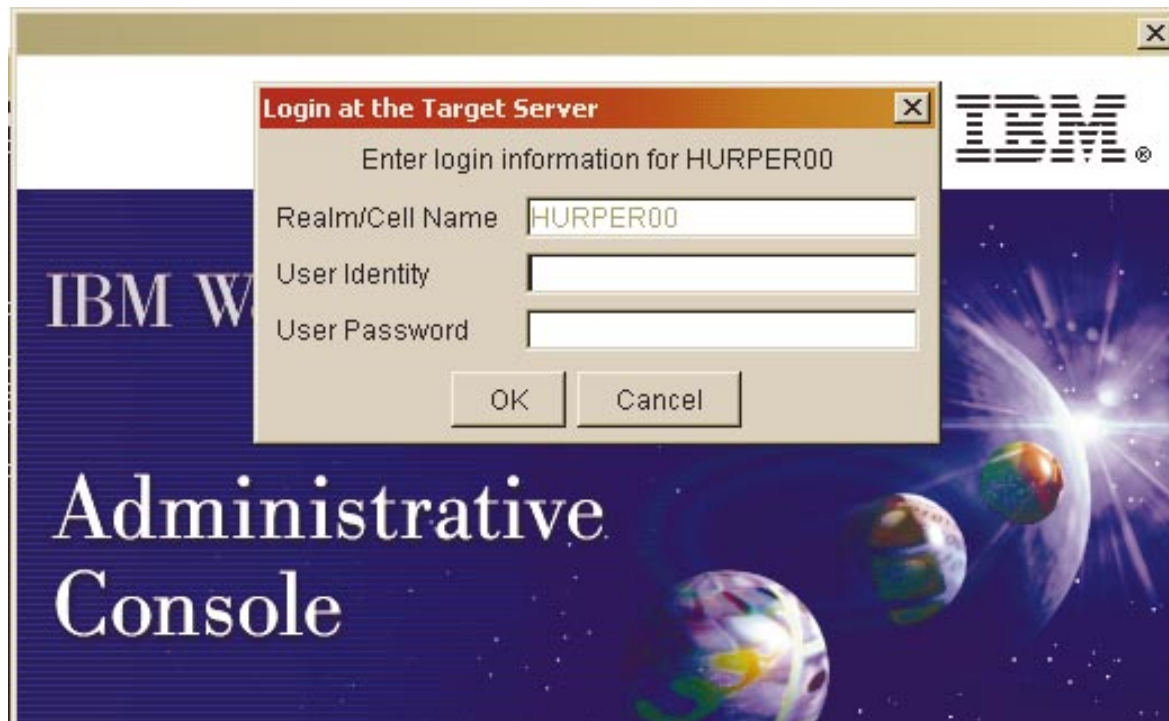 IBM®
Login at the Target Server
Enter login information for HURPER00
Realm/Cell Name HURPER00
User Identity
User Password
OK Cancel
IBM W
Administrative
Console